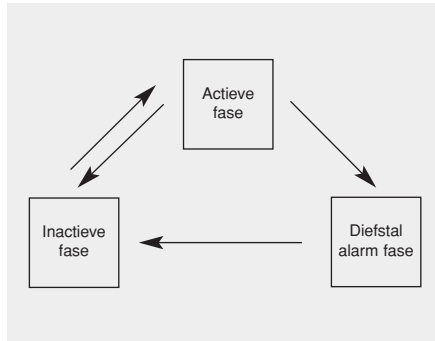 Actieve
fase
Inactieve
fase
Diefstal
alarm fase